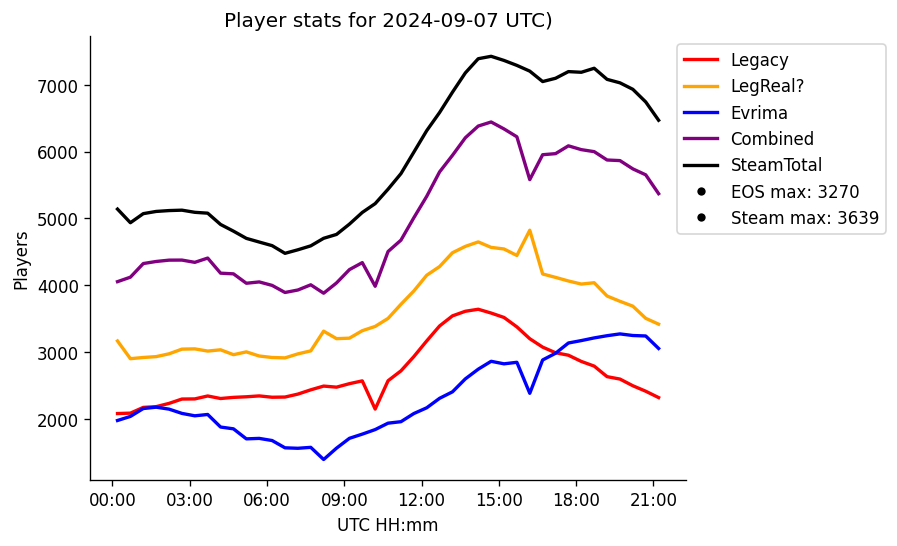 Player stats for 2024-09-07 UTC)
Legacy
LegReal?
Evrima
Combined
SteamTotal
EOS max: 3270
Steam max: 3639
Players
7000
6000
5000
4000
3000
2000
00:00 03:00 06:00 09:00 12:00 15:00 18:00 21:00
UTC HH:mm